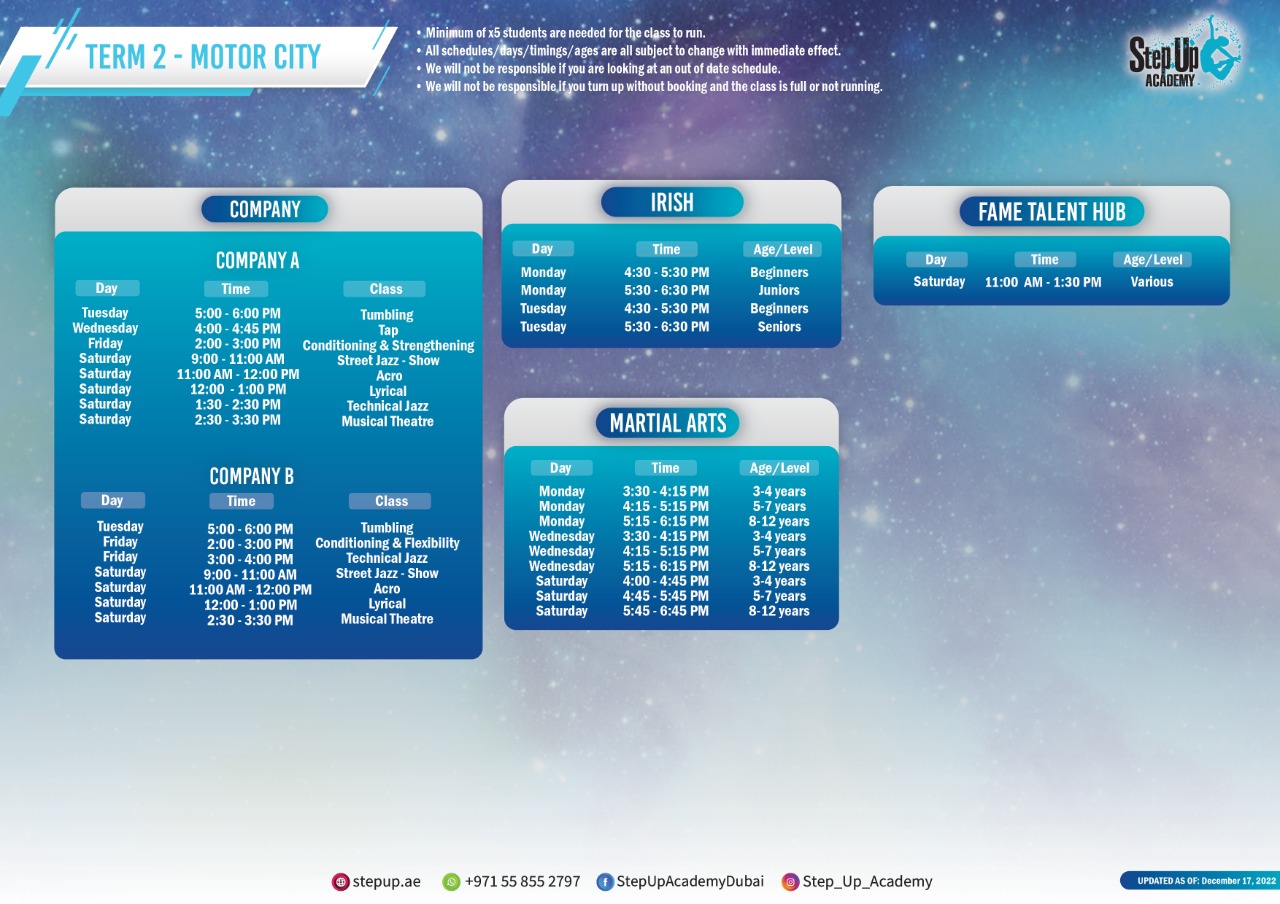 TERM 2 - MOTOR CITY
• Minimum of x5 students are needed for the class to run.
• All schedules/days/timings/ages are all subject to change with immediate effect.
• We will not be responsible if you are looking at an out of date schedule.
• We will not be responsible if you turn up without booking and the class is full or not running.
Step Up
ACADEMY
COMPANY
COMPANY A
Day Time Class
Tuesday 5:00 - 6:00 PM Tumbling
Wednesday 4:00 - 4:45 PM Tap
Friday 2:00 - 3:00 PM Conditioning & Strengthening
Saturday 9:00 - 11:00 AM Street Jazz - Show
Saturday 11:00 AM - 12:00 PM Acro
Saturday 12:00 - 1:00 PM Lyrical
Saturday 1:30 - 2:30 PM Technical Jazz
Saturday 2:30 - 3:30 PM Musical Theatre
COMPANY B
Day Time Class
Tuesday 5:00 - 6:00 PM Tumbling
Friday 2:00 - 3:00 PM Conditioning & Flexibility
Friday 3:00 - 4:00 PM Technical Jazz
Saturday 9:00 - 11:00 AM Street Jazz - Show
Saturday 11:00 AM - 12:00 PM Acro
Saturday 12:00 - 1:00 PM Lyrical
Saturday 2:30 - 3:30 PM Musical Theatre
IRISH
Day Time Age/Level
Monday 4:30 - 5:30 PM Beginners
Monday 5:30 - 6:30 PM Juniors
Tuesday 4:30 - 5:30 PM Beginners
Tuesday 5:30 - 6:30 PM Seniors
MARTIAL ARTS
Day Time Age/Level
Monday 3:30 - 4:15 PM 3-4 years
Monday 4:15 - 5:15 PM 5-7 years
Monday 5:15 - 6:15 PM 8-12 years
Wednesday 3:30 - 4:15 PM 3-4 years
Wednesday 4:15 - 5:15 PM 5-7 years
Wednesday 5:15 - 6:15 PM 8-12 years
Saturday 4:00 - 4:45 PM 3-4 years
Saturday 4:45 - 5:45 PM 5-7 years
Saturday 5:45 - 6:45 PM 8-12 years
FAME TALENT HUB
Day Time Age/Level
Saturday 11:00 AM - 1:30 PM Various
stepup.ae +971 55 855 2797 StepUpAcademyDubai Step_Up_Academy
UPDATED AS OF: December 17, 2022